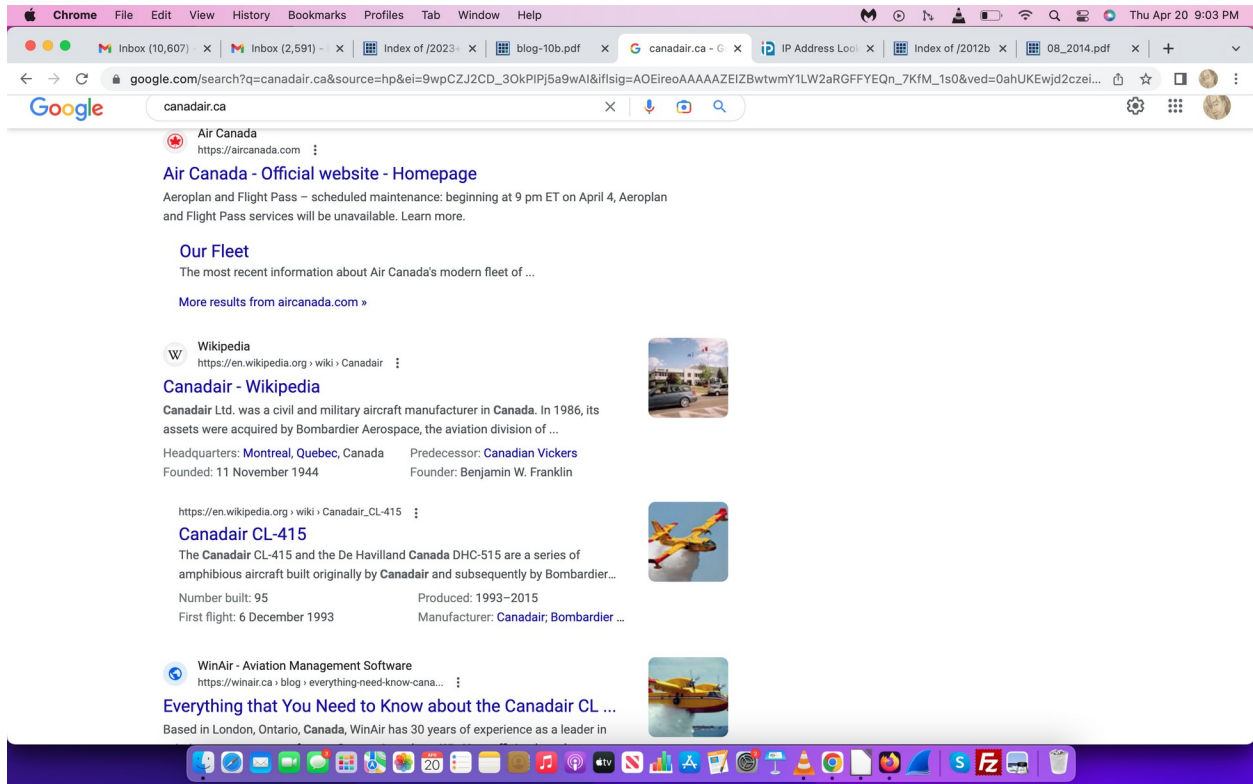 Chrome File Edit View History Bookmarks Profiles Tab Window Help Thu Apr 20 9:03 PM
Inbox (10,607) Inbox (2,591) - Index of /2023 blog-10b.pdf canadair.ca - G IP Address Loo Index of /2012b 08_2014.pdf
google.com/search?q=canadair.ca&source=hp&ei=9wpCZJ2CD_3OkPIPj5a9wAI&iflsig=AOEireoAAAAAZEIZBwtwmY1LW2aRGFFYEQn_7KfM_1s0&ved=0ahUKEwjd2czei...
Google canadair.ca
Air Canada
https://aircanada.com
Air Canada - Official website - Homepage
Aeroplan and Flight Pass – scheduled maintenance: beginning at 9 pm ET on April 4, Aeroplan
and Flight Pass services will be unavailable. Learn more.
Our Fleet
The most recent information about Air Canada's modern fleet of ...
More results from aircanada.com »
W Wikipedia
https://en.wikipedia.org › wiki › Canadair
Canadair - Wikipedia
Canadair Ltd. was a civil and military aircraft manufacturer in Canada. In 1986, its
assets were acquired by Bombardier Aerospace, the aviation division of ...
Headquarters: Montreal, Quebec, Canada Predecessor: Canadian Vickers
Founded: 11 November 1944 Founder: Benjamin W. Franklin
https://en.wikipedia.org › wiki › Canadair_CL-415
Canadair CL-415
The Canadair CL-415 and the De Havilland Canada DHC-515 are a series of
amphibious aircraft built originally by Canadair and subsequently by Bombardier...
Number built: 95 Produced: 1993–2015
First flight: 6 December 1993 Manufacturer: Canadair; Bombardier ...
WinAir - Aviation Management Software
https://winair.ca › blog › everything-need-know-cana...
Everything that You Need to Know about the Canadair CL ...
Based in London, Ontario, Canada, WinAir has 30 years of experience as a leader in
APR 20 tv S Fz